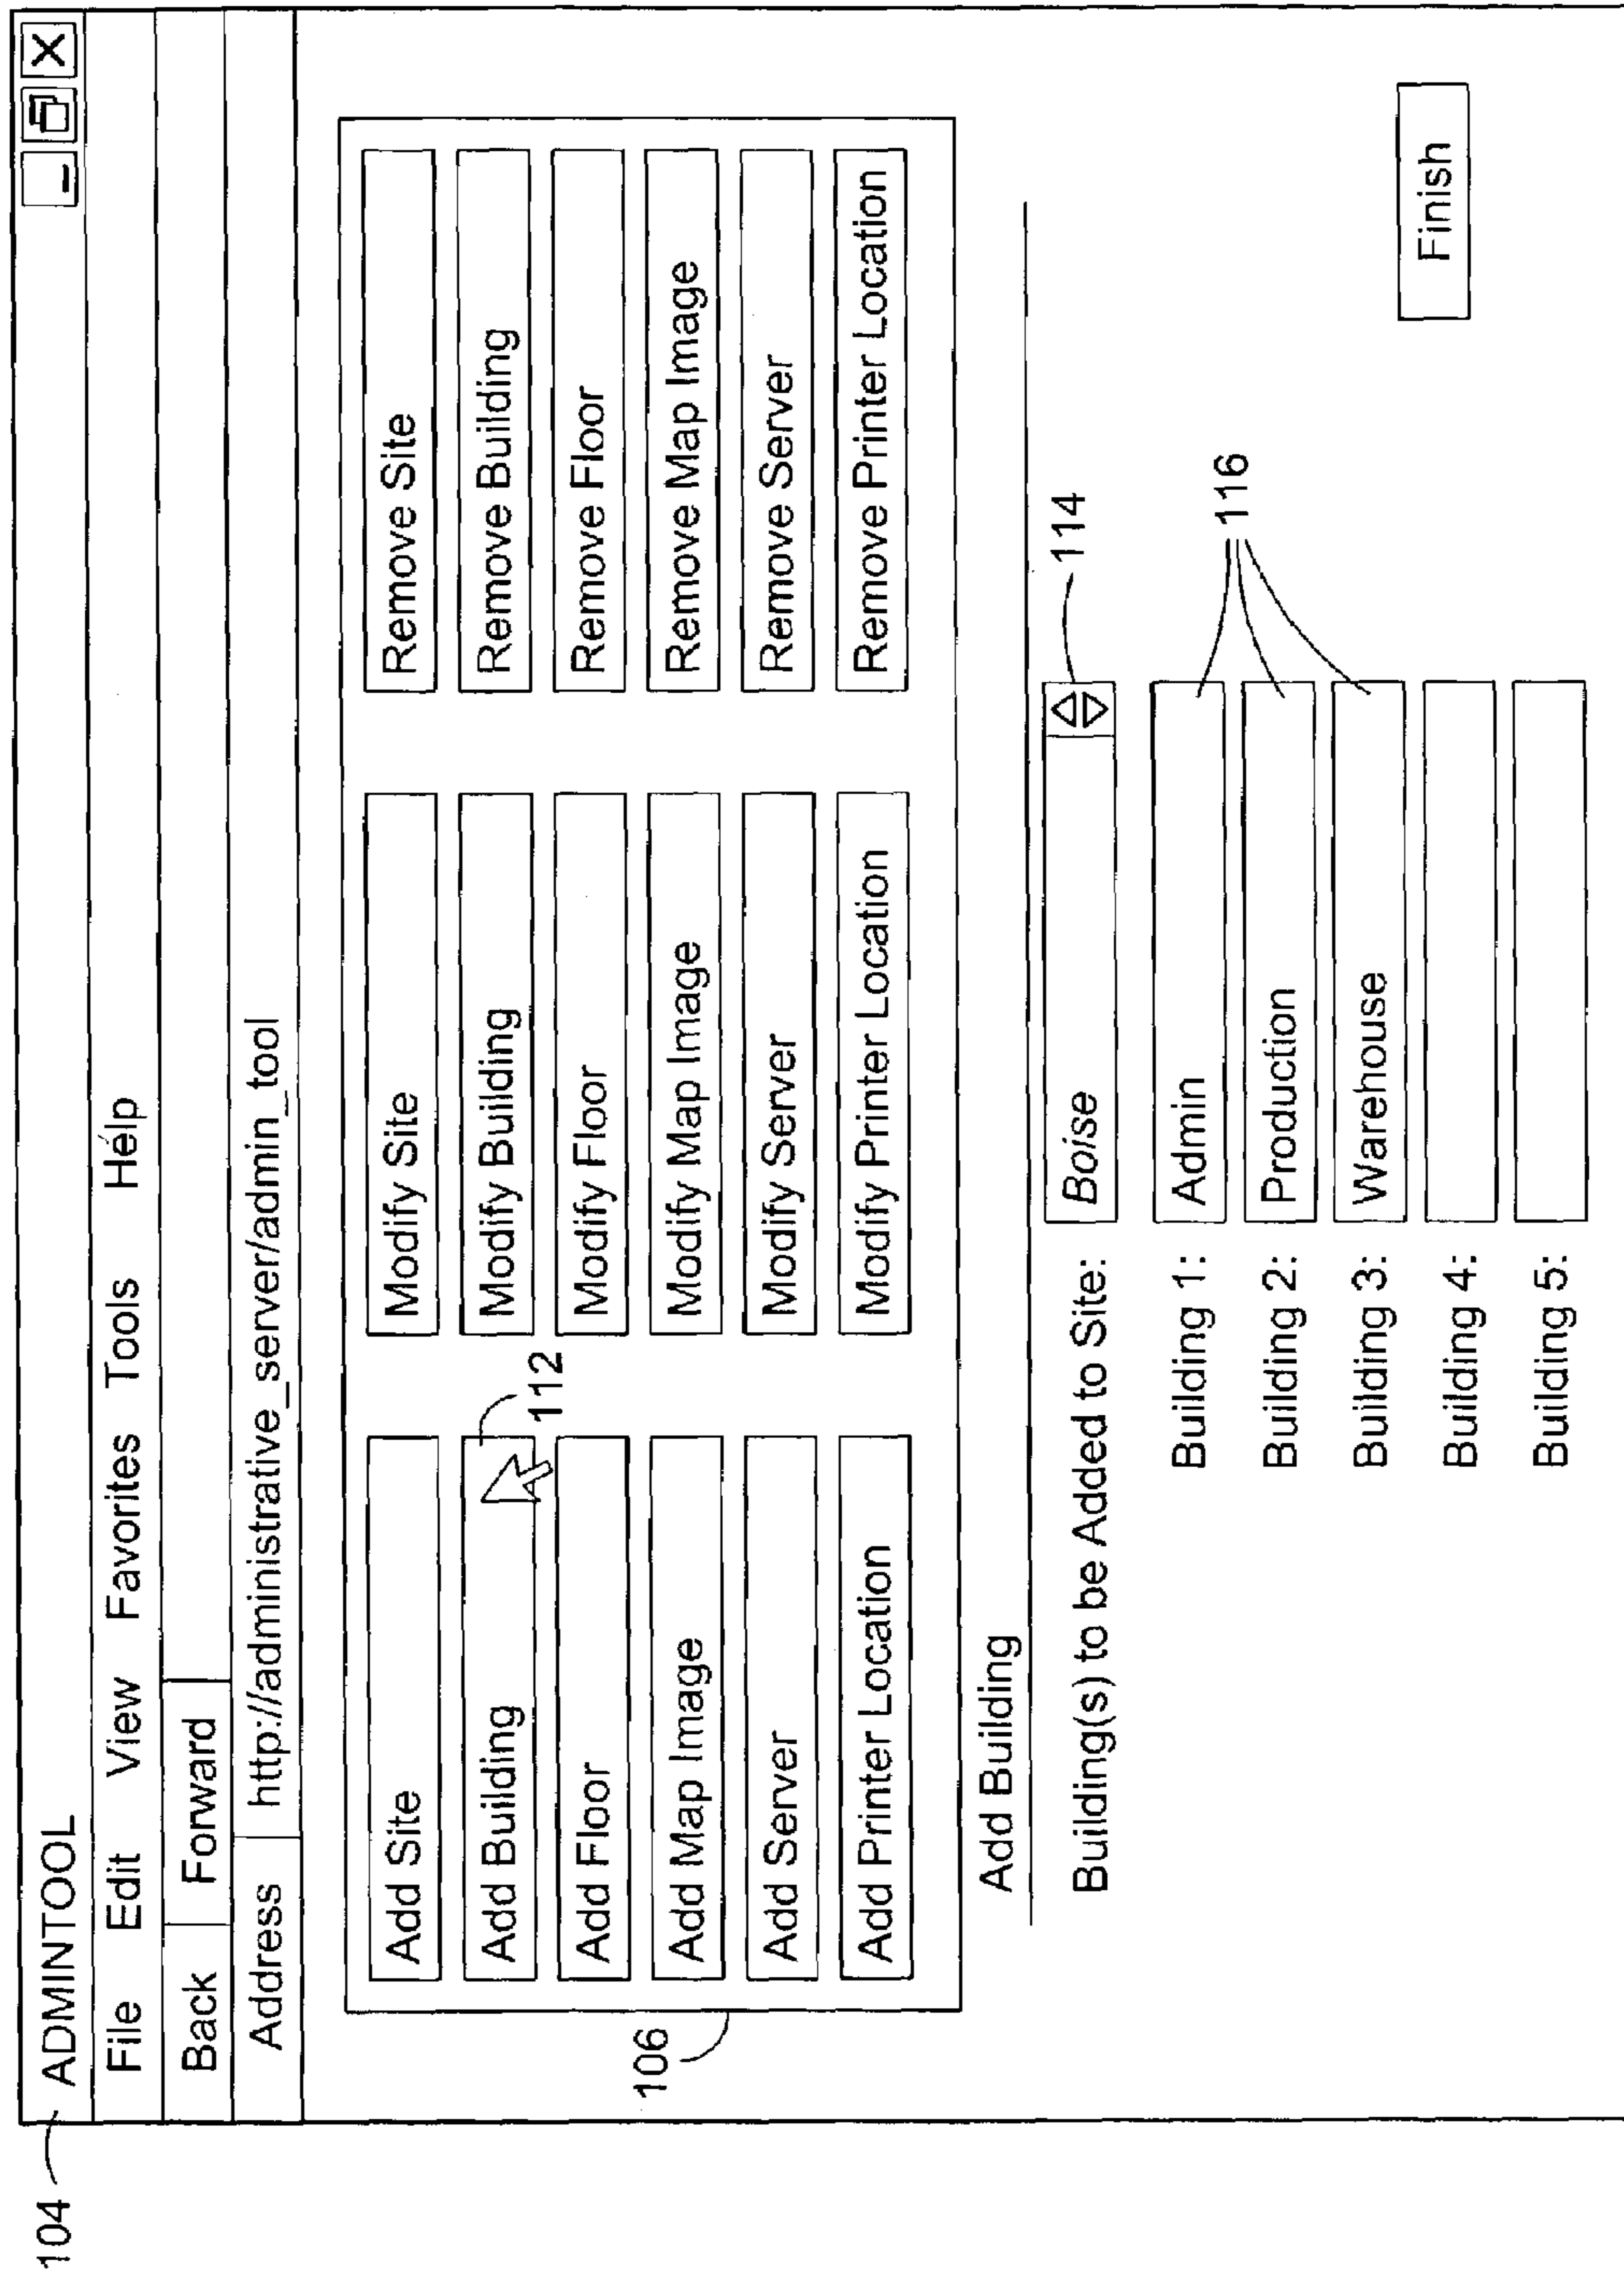 104
ADMINTOOL
File Edit View Favorites Tools Help
Back Forward
Address http://administrative_server/admin_tool
Add Site Modify Site Remove Site
Add Building Modify Building Remove Building
112
Add Floor Modify Floor Remove Floor
Add Map Image Modify Map Image Remove Map Image
Add Server Modify Server Remove Server
Add Printer Location Modify Printer Location Remove Printer Location
106
Add Building
Building(s) to be Added to Site: Boise
114
Building 1: Admin
Building 2: Production
116
Building 3: Warehouse
Building 4:
Building 5:
Finish